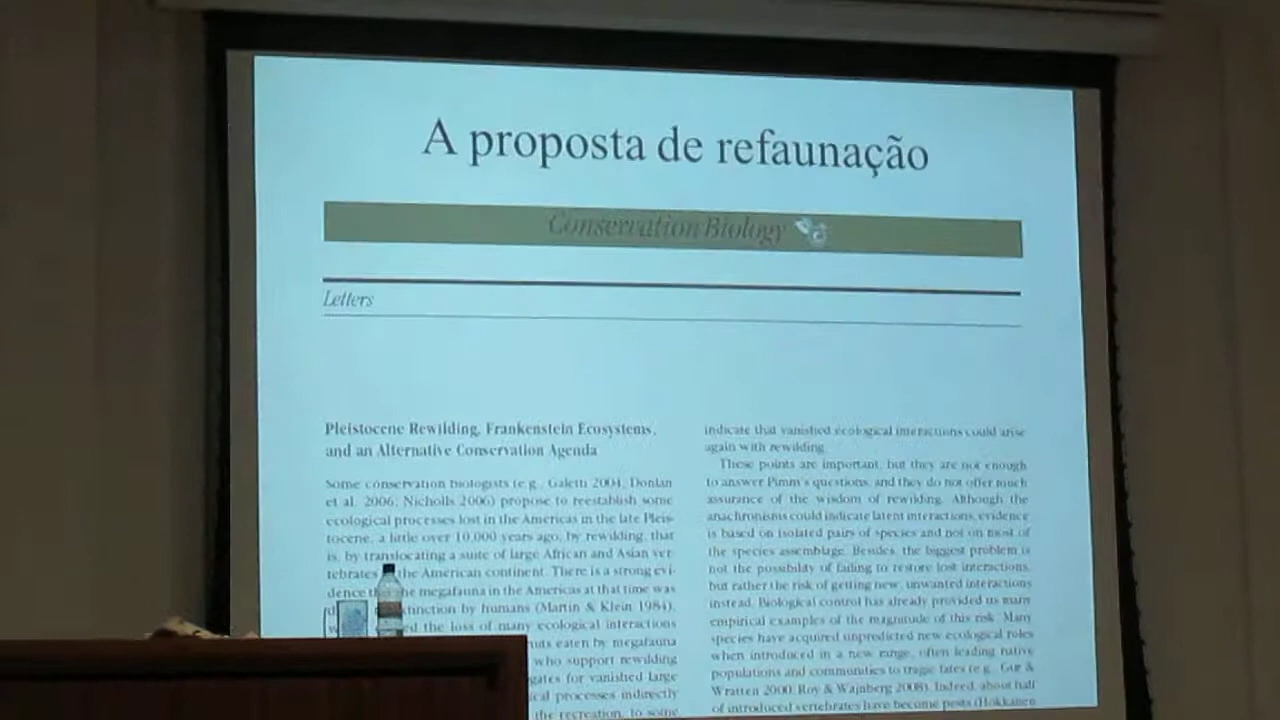 A proposta de refaunação
Conservation Biology
Letters
Pleistocene Rewilding, Frankenstein Ecosystems,
and an Alternative Conservation Agenda
Some conservation biologists (e.g., Galetti 2004, Donlan
et al. 2006, Nicholls 2006) propose to reestablish some
ecological processes lost in the Americas in the late Pleis-
tocene, a little over 10,000 years ago, by rewilding, that
is, by translocating a suite of large African and Asian ver-
tebrates the American continent. There is a strong evi-
dence he megafauna in the Americas at that time was
xtinction by humans (Martin & Klein 1984),
ed the loss of many ecological interactions
uits eaten by megafauna
who support rewilding
gates for vanished large
ical processes indirectly
the recreation, to some
indicate that vanished ecological interactions could arise
again with rewilding.
These points are important, but they are not enough
to answer Pimm's questions, and they do not offer much
assurance of the wisdom of rewilding. Although the
anachronisms could indicate latent interactions, evidence
is based on isolated pairs of species and not on most of
the species assemblage. Besides, the biggest problem is
not the possibility of failing to restore lost interactions,
but rather the risk of getting new, unwanted interactions
instead. Biological control has already provided us many
empirical examples of the magnitude of this risk. Many
species have acquired unpredicted new ecological roles
when introduced in a new range, often leading native
populations and communities to tragic fates (e.g., Gur &
Wratten 2000, Roy & Wajnberg 2008). Indeed, about half
of introduced vertebrates have become pests (Hokkanen